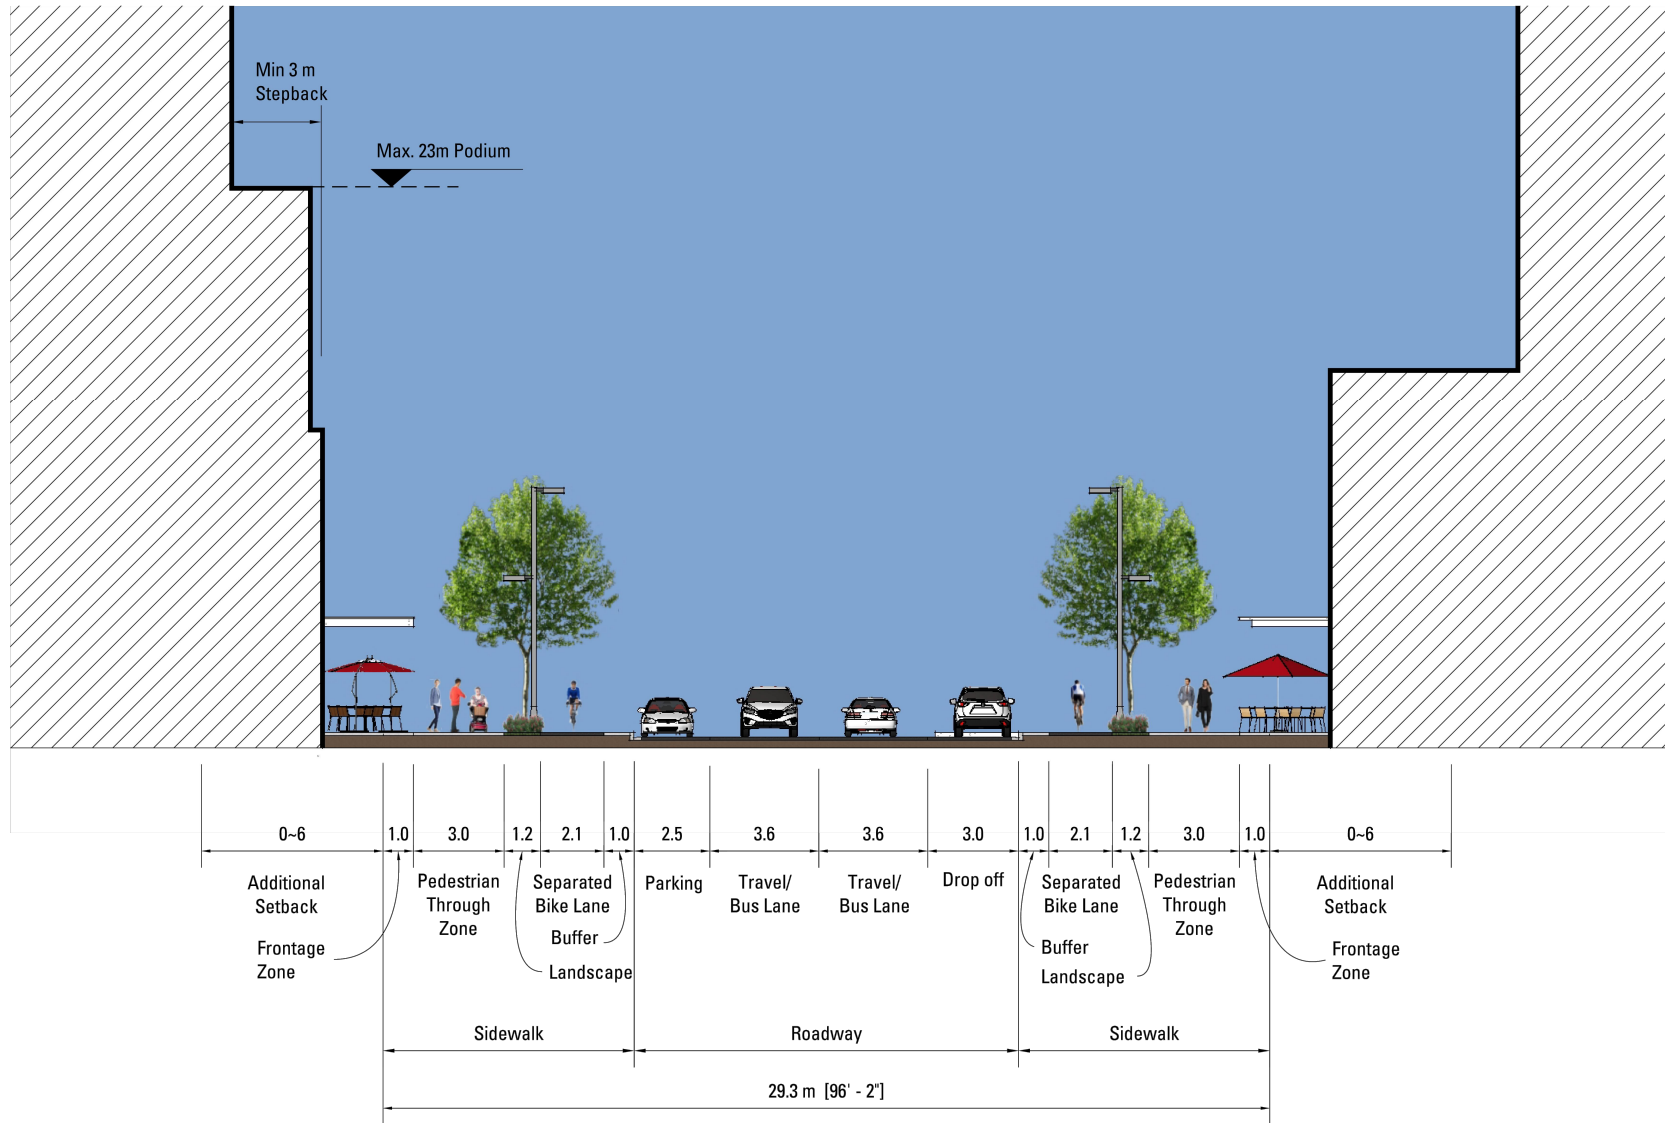 Min 3 m
Stepback
Max. 23m Podium
0~6
1.0
3.0
1.2
2.1
1.0
2.5
3.6
3.6
3.0
1.0
2.1
1.2
3.0
1.0
0~6
Additional
Setback
Frontage
Zone
Pedestrian
Through
Zone
Separated
Bike Lane
Buffer
Landscape
Parking
Travel/
Bus Lane
Travel/
Bus Lane
Drop off
Separated
Bike Lane
Buffer
Landscape
Pedestrian
Through
Zone
Additional
Setback
Frontage
Zone
Sidewalk
Roadway
Sidewalk
29.3 m [96' - 2"]